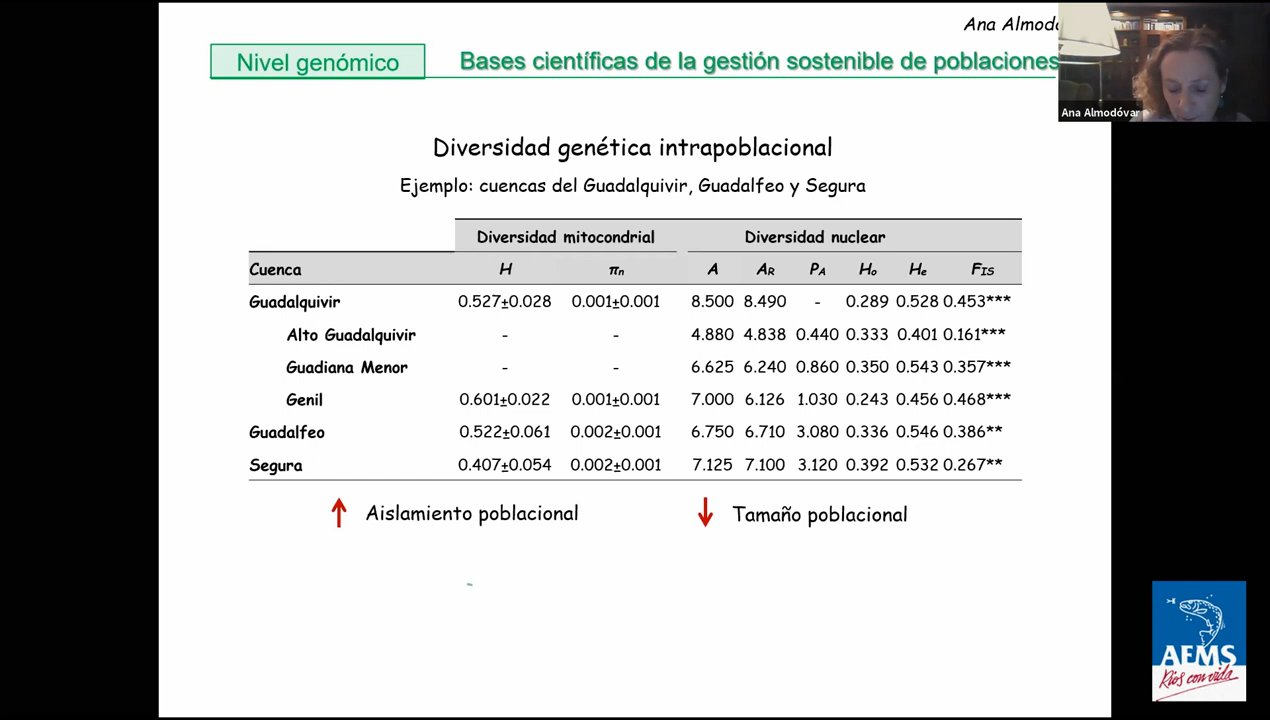 Ana Almodó
Nivel genómico
Bases científicas de la gestión sostenible de poblaciones
Ana Almodóvar
Diversidad genética intrapoblacional
Ejemplo: cuencas del Guadalquivir, Guadalfeo y Segura
Diversidad mitocondrial Diversidad nuclear
Cuenca H πn A AR PA Ho He FIS
Guadalquivir 0.527±0.028 0.001±0.001 8.500 8.490 - 0.289 0.528 0.453***
Alto Guadalquivir - - 4.880 4.838 0.440 0.333 0.401 0.161***
Guadiana Menor - - 6.625 6.240 0.860 0.350 0.543 0.357***
Genil 0.601±0.022 0.001±0.001 7.000 6.126 1.030 0.243 0.456 0.468***
Guadalfeo 0.522±0.061 0.002±0.001 6.750 6.710 3.080 0.336 0.546 0.386**
Segura 0.407±0.054 0.002±0.001 7.125 7.100 3.120 0.392 0.532 0.267**
↑ Aislamiento poblacional ↓ Tamaño poblacional
AEMS
Ríos con vida